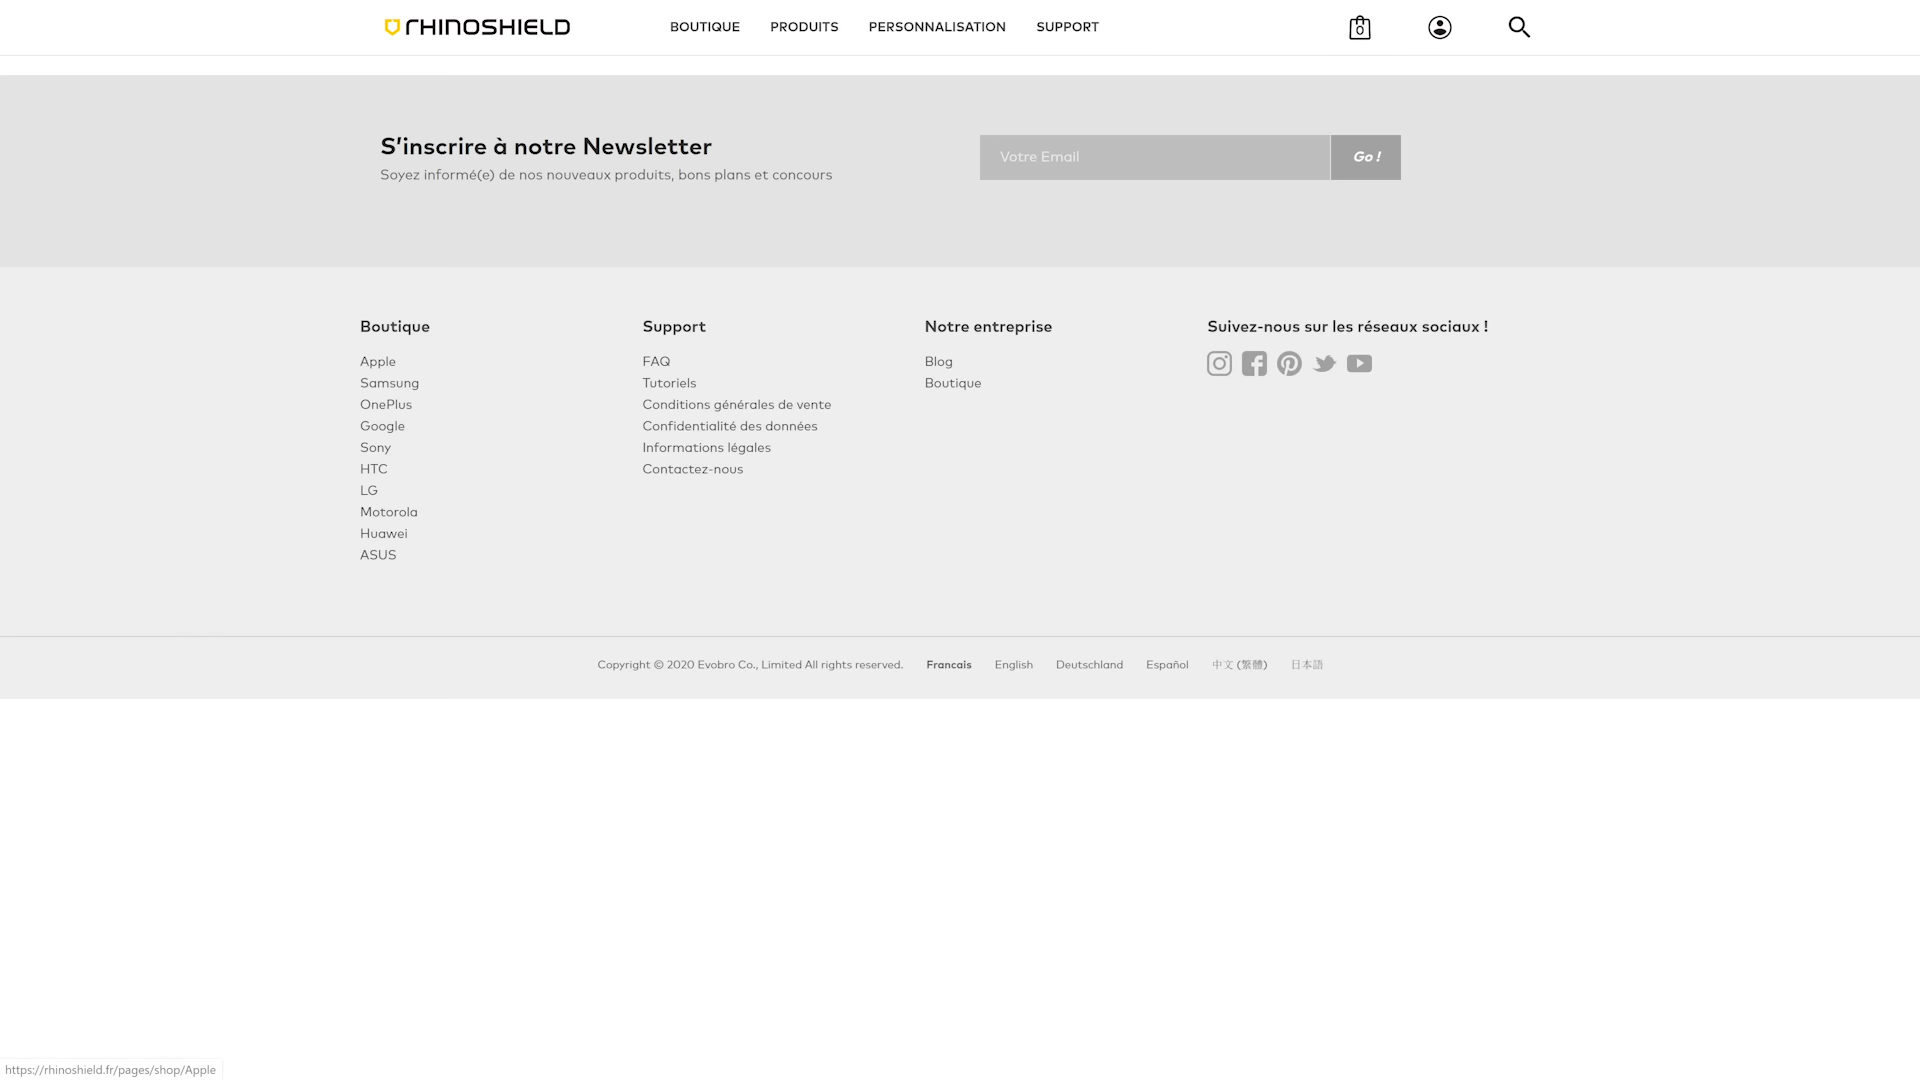 RHINOSHIELD
BOUTIQUE PRODUITS PERSONNALISATION SUPPORT
0
S'inscrire à notre Newsletter
Soyez informé(e) de nos nouveaux produits, bons plans et concours
Votre Email
Go !
Boutique
Apple
Samsung
OnePlus
Google
Sony
HTC
LG
Motorola
Huawei
ASUS
Support
FAQ
Tutoriels
Conditions générales de vente
Confidentialité des données
Informations légales
Contactez-nous
Notre entreprise
Blog
Boutique
Suivez-nous sur les réseaux sociaux !
Copyright © 2020 Evobro Co., Limited All rights reserved. Francais English Deutschland Español 中文 (繁體) 日本語
https://rhinoshield.fr/pages/shop/Apple